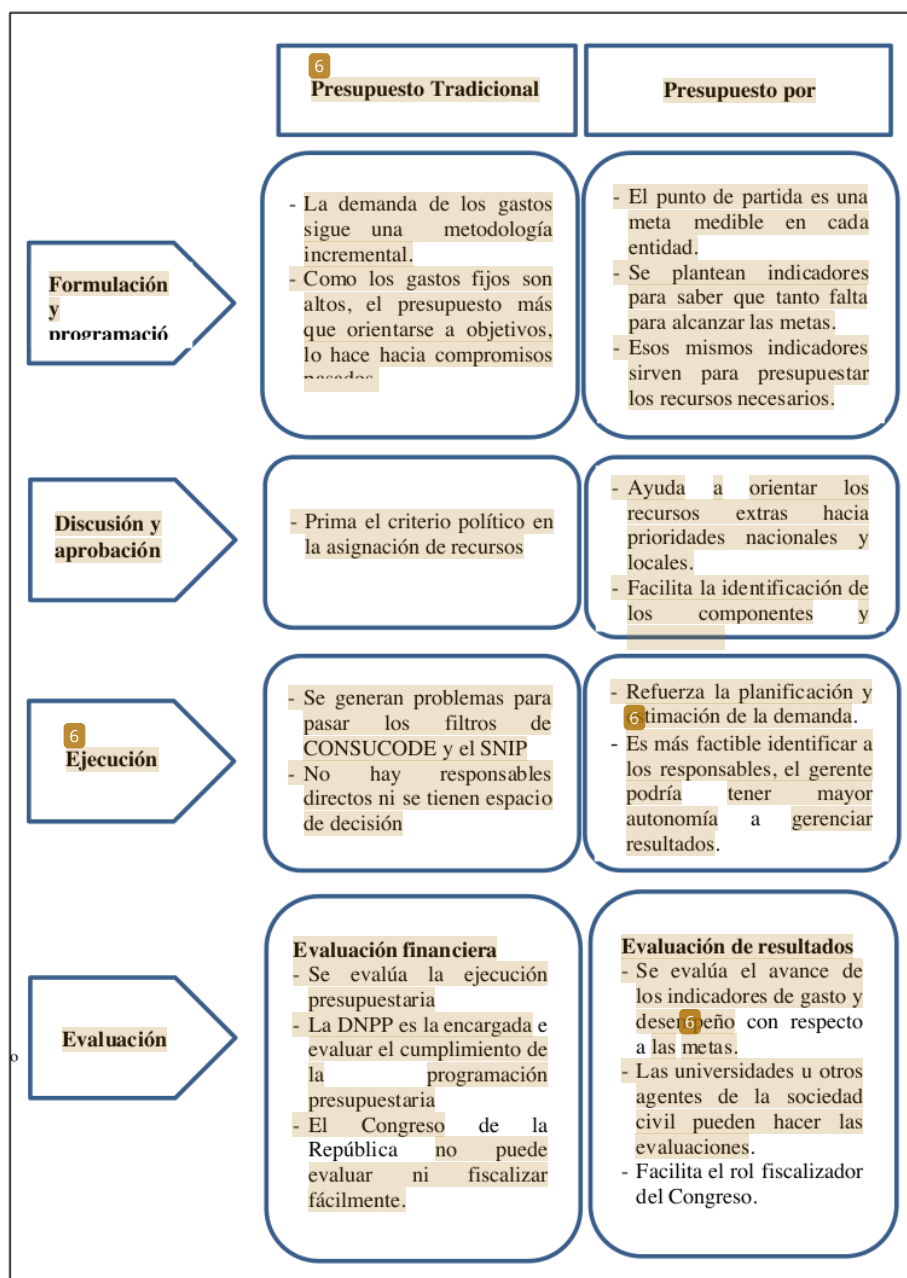 6
Presupuesto Tradicional
Presupuesto por
Formulación
y
programació
- La demanda de los gastos
sigue una metodología
incremental.
- Como los gastos fijos son
altos, el presupuesto más
que orientarse a objetivos,
lo hace hacia compromisos
pasados
- El punto de partida es una
meta medible en cada
entidad.
- Se plantean indicadores
para saber que tanto falta
para alcanzar las metas.
- Esos mismos indicadores
sirven para presupuestar
los recursos necesarios.
Discusión y
aprobación
- Prima el criterio político en
la asignación de recursos
- Ayuda a orientar los
recursos extras hacia
prioridades nacionales y
locales.
- Facilita la identificación de
los componentes y
6
Ejecución
- Se generan problemas para
pasar los filtros de
CONSUCODE y el SNIP
- No hay responsables
directos ni se tienen espacio
de decisión
- Refuerza la planificación y
6
estimación de la demanda.
- Es más factible identificar a
los responsables, el gerente
podría tener mayor
autonomía a gerenciar
resultados.
Evaluación
o
Evaluación financiera
- Se evalúa la ejecución
presupuestaria
- La DNPP es la encargada e
evaluar el cumplimiento de
la programación
presupuestaria
- El Congreso de la
República no puede
evaluar ni fiscalizar
fácilmente.
Evaluación de resultados
- Se evalúa el avance de
los indicadores de gasto y
6
desempeño con respecto
a las metas.
- Las universidades u otros
agentes de la sociedad
civil pueden hacer las
evaluaciones.
- Facilita el rol fiscalizador
del Congreso.